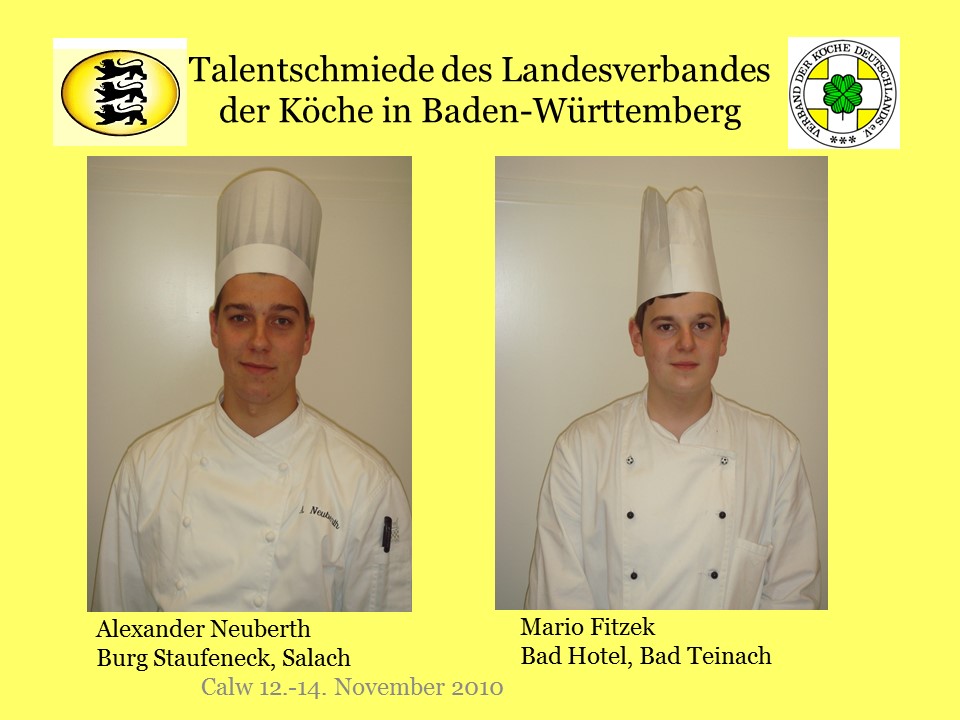 Talentschmiede des Landesverbandes
der Köche in Baden-Württemberg
VERBAND DER KÖCHE DEUTSCHLANDS e.V.
***
Neuberth
Alexander Neuberth
Burg Staufeneck, Salach
Mario Fitzek
Bad Hotel, Bad Teinach
Calw 12.-14. November 2010